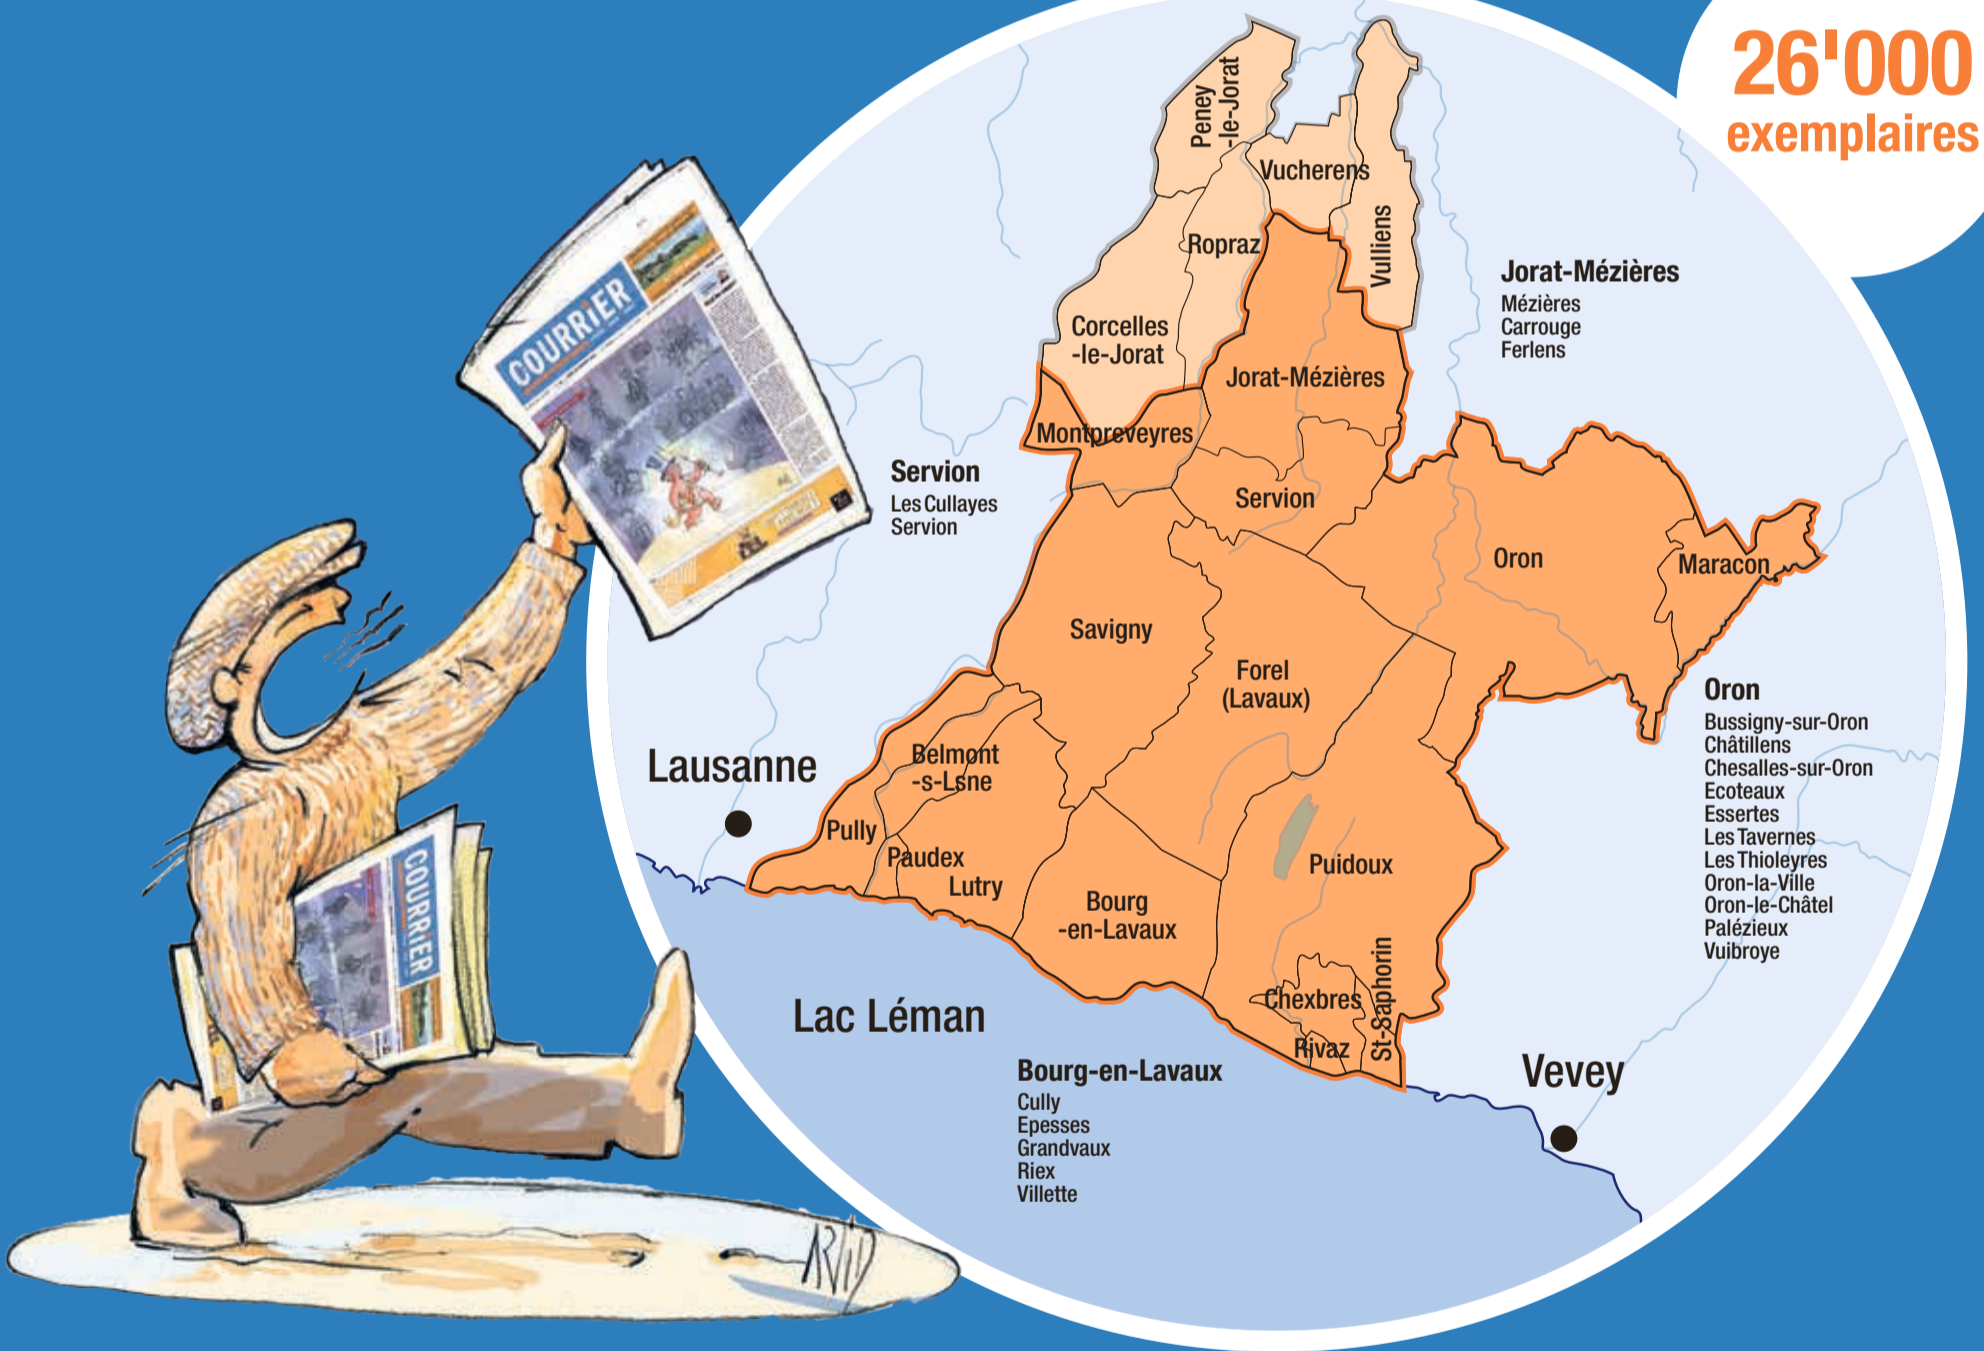 26'000
exemplaires
Peney
-le-Jorat
Vucherens
Vulliens
Ropraz
Corcelles
-le-Jorat
Jorat-Mézières
Mézières
Carrouge
Ferlens
Jorat-Mézières
Montpreveyres
Servion
Les Cullayes
Servion
Servion
Oron
Maracon
Savigny
Forel
(Lavaux)
Oron
Bussigny-sur-Oron
Châtillens
Chesalles-sur-Oron
Ecoteaux
Essertes
Les Tavernes
Les Thioleyres
Oron-la-Ville
Oron-le-Châtel
Palézieux
Vuibroye
Lausanne
Belmont
-s-Lsne
Pully
Paudex
Lutry
Bourg
-en-Lavaux
Puidoux
Chexbres
St-Saphorin
Rivaz
Lac Léman
Bourg-en-Lavaux
Cully
Epesses
Grandvaux
Riex
Villette
Vevey
COURRiER
COURRiER
ARVID